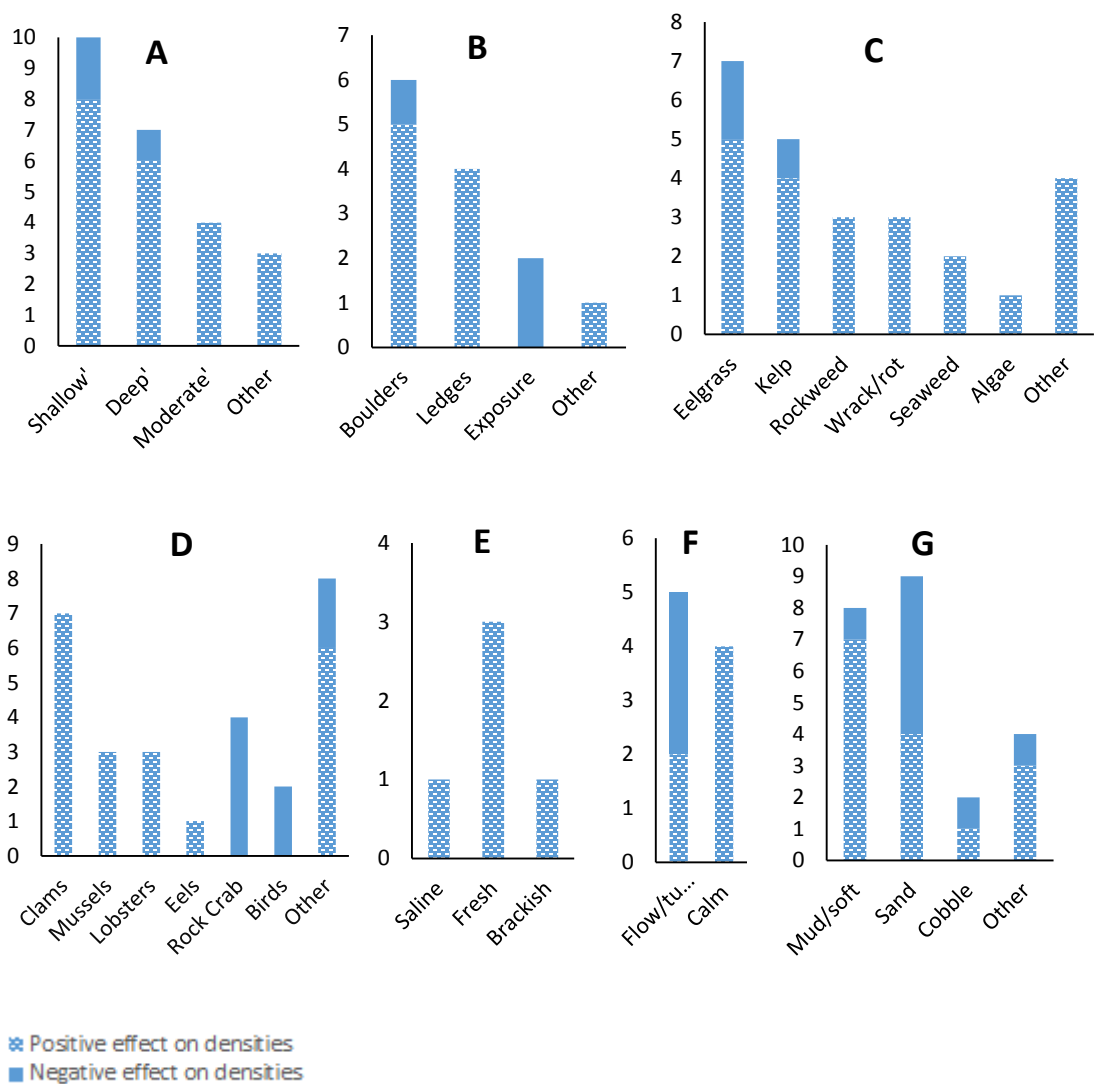 A
10
9
8
7
6
5
4
3
2
1
0
Shallow'
Deep'
Moderate'
Other
B
7
6
5
4
3
2
1
0
Boulders
Ledges
Exposure
Other
C
8
7
6
5
4
3
2
1
0
Eelgrass
Kelp
Rockweed
Wrack/rot
Seaweed
Algae
Other
D
9
8
7
6
5
4
3
2
1
0
Clams
Mussels
Lobsters
Eels
Rock Crab
Birds
Other
E
4
3
2
1
0
Saline
Fresh
Brackish
F
6
5
4
3
2
1
0
Flow/tu...
Calm
G
10
9
8
7
6
5
4
3
2
1
0
Mud/soft
Sand
Cobble
Other
Positive effect on densities
Negative effect on densities